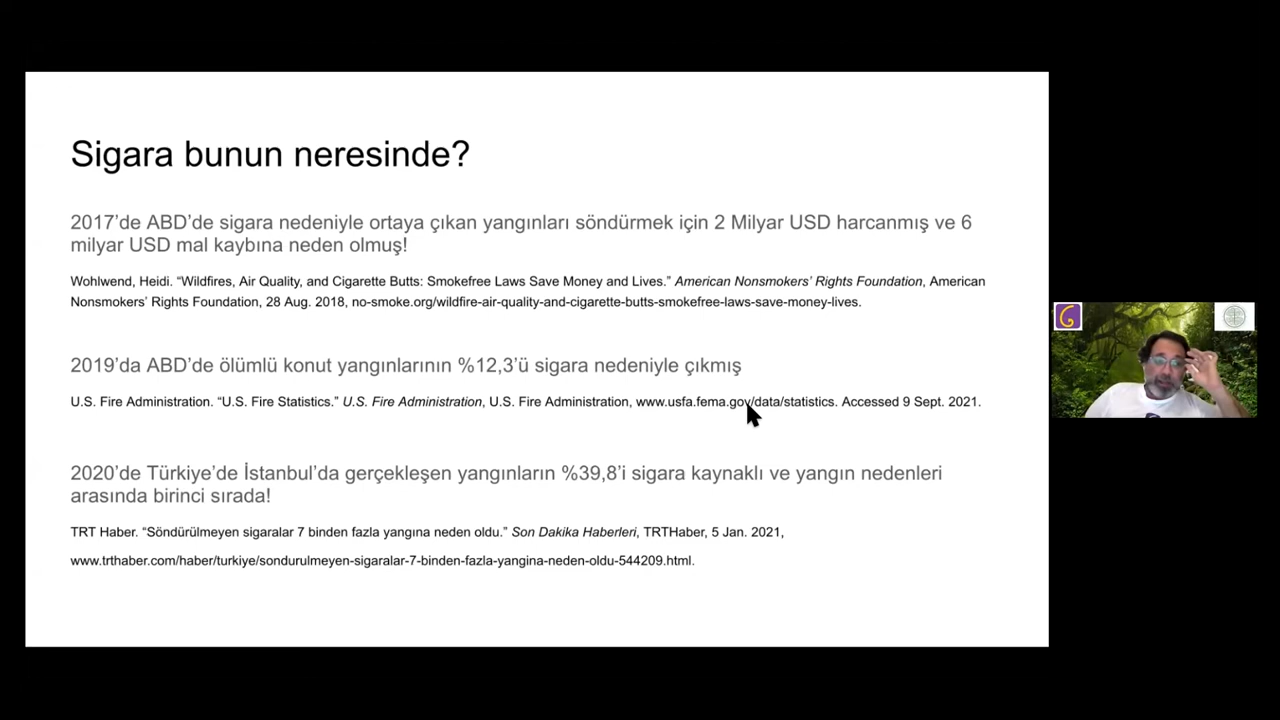 Sigara bunun neresinde?
2017’de ABD’de sigara nedeniyle ortaya çıkan yangınları söndürmek için 2 Milyar USD harcanmış ve 6
milyar USD mal kaybına neden olmuş!
Wohlwend, Heidi. “Wildfires, Air Quality, and Cigarette Butts: Smokefree Laws Save Money and Lives.” American Nonsmokers’ Rights Foundation, American
Nonsmokers’ Rights Foundation, 28 Aug. 2018, no-smoke.org/wildfire-air-quality-and-cigarette-butts-smokefree-laws-save-money-lives.
2019’da ABD’de ölümlü konut yangınlarının %12,3’ü sigara nedeniyle çıkmış
U.S. Fire Administration. “U.S. Fire Statistics.” U.S. Fire Administration, U.S. Fire Administration, www.usfa.fema.gov/data/statistics. Accessed 9 Sept. 2021.
2020’de Türkiye’de İstanbul’da gerçekleşen yangınların %39,8’i sigara kaynaklı ve yangın nedenleri
arasında birinci sırada!
TRT Haber. “Söndürülmeyen sigaralar 7 binden fazla yangına neden oldu.” Son Dakika Haberleri, TRTHaber, 5 Jan. 2021,
www.trthaber.com/haber/turkiye/sondurulmeyen-sigaralar-7-binden-fazla-yangina-neden-oldu-544209.html.